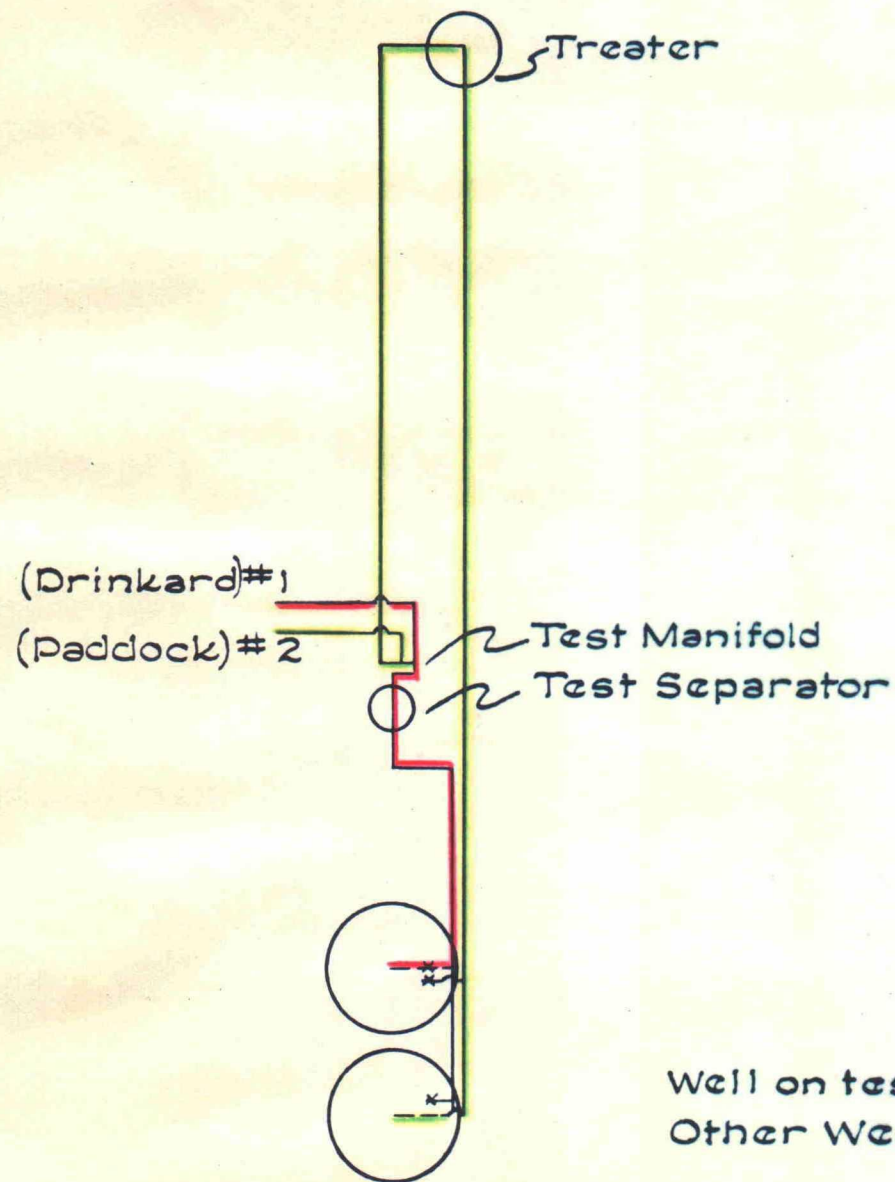 Treater
(Drinkard)#1
(Paddock)#2
Test Manifold
Test Separator
Well on tes
Other We